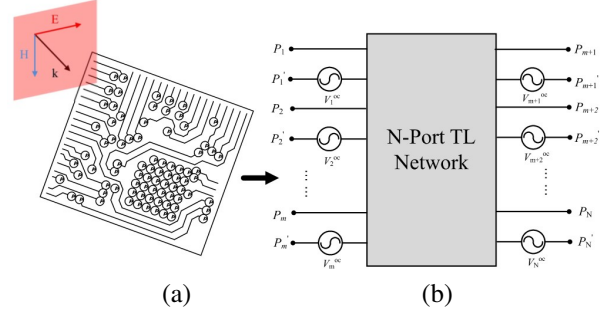 E
H
k
P1
P1'
V1oc
P2
P2'
V2oc
Pm
Pm'
Vmoc
N-Port TL
Network
Pm+1
Pm+1'
Vm+1oc
Pm+2
Pm+2'
Vm+2oc
PN
PN'
VNoc
(a)
(b)